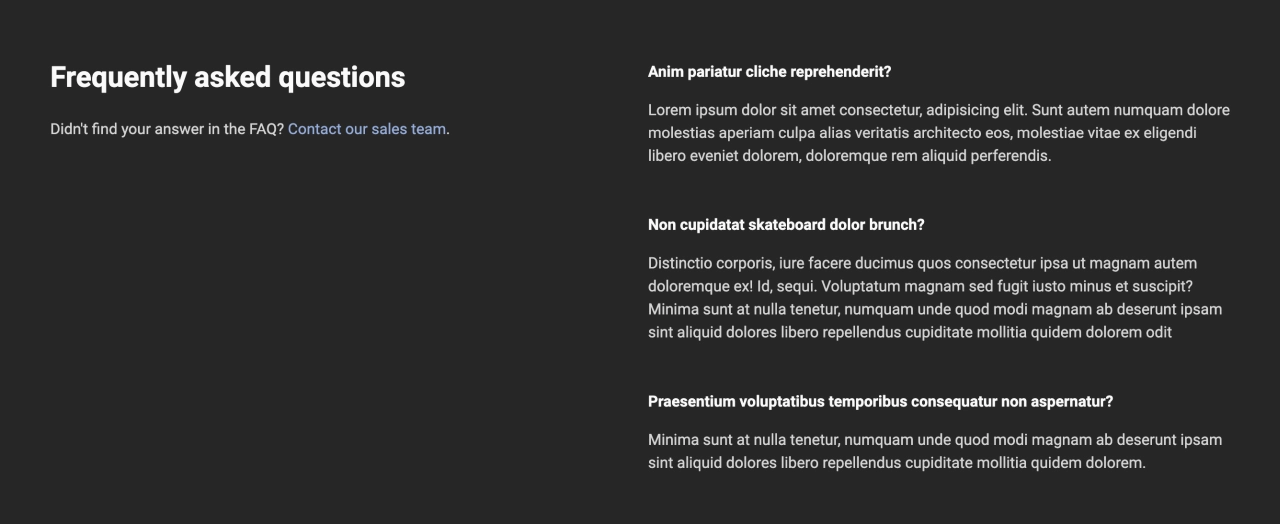 Frequently asked questions
Didn't find your answer in the FAQ? Contact our sales team.
Anim pariatur cliche reprehenderit?
Lorem ipsum dolor sit amet consectetur, adipisicing elit. Sunt autem numquam dolore
molestias aperiam culpa alias veritatis architecto eos, molestiae vitae ex eligendi
libero eveniet dolorem, doloremque rem aliquid perferendis.
Non cupidatat skateboard dolor brunch?
Distinctio corporis, iure facere ducimus quos consectetur ipsa ut magnam autem
doloremque ex! Id, sequi. Voluptatum magnam sed fugit iusto minus et suscipit?
Minima sunt at nulla tenetur, numquam unde quod modi magnam ab deserunt ipsam
sint aliquid dolores libero repellendus cupiditate mollitia quidem dolorem odit
Praesentium voluptatibus temporibus consequatur non aspernatur?
Minima sunt at nulla tenetur, numquam unde quod modi magnam ab deserunt ipsam
sint aliquid dolores libero repellendus cupiditate mollitia quidem dolorem.